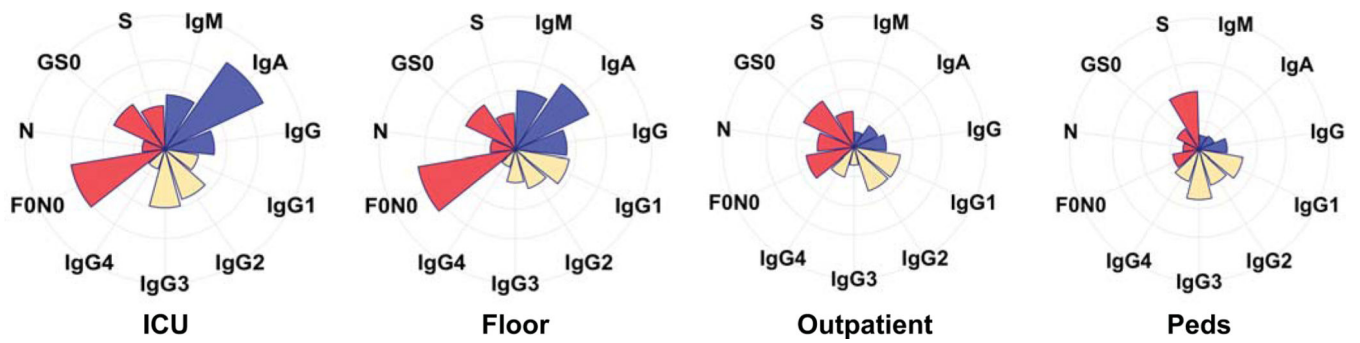 S IgM
GS0 IgA
N IgG
F0N0 IgG1
IgG4 IgG2
IgG3
ICU
S IgM
GS0 IgA
N IgG
F0N0 IgG1
IgG4 IgG2
IgG3
Floor
S IgM
GS0 IgA
N IgG
F0N0 IgG1
IgG4 IgG2
IgG3
Outpatient
S IgM
GS0 IgA
N IgG
F0N0 IgG1
IgG4 IgG2
IgG3
Peds